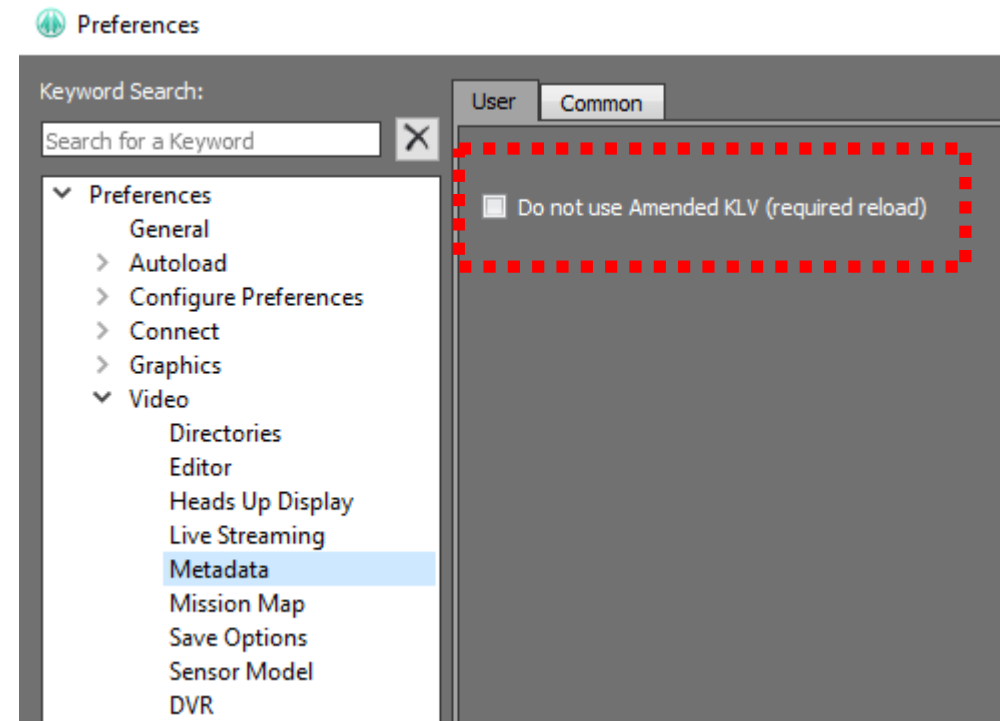 Preferences
Keyword Search:
Search for a Keyword
User
Common
Preferences
General
Autoload
Configure Preferences
Connect
Graphics
Video
Directories
Editor
Heads Up Display
Live Streaming
Metadata
Mission Map
Save Options
Sensor Model
DVR
Do not use Amended KLV (required reload)